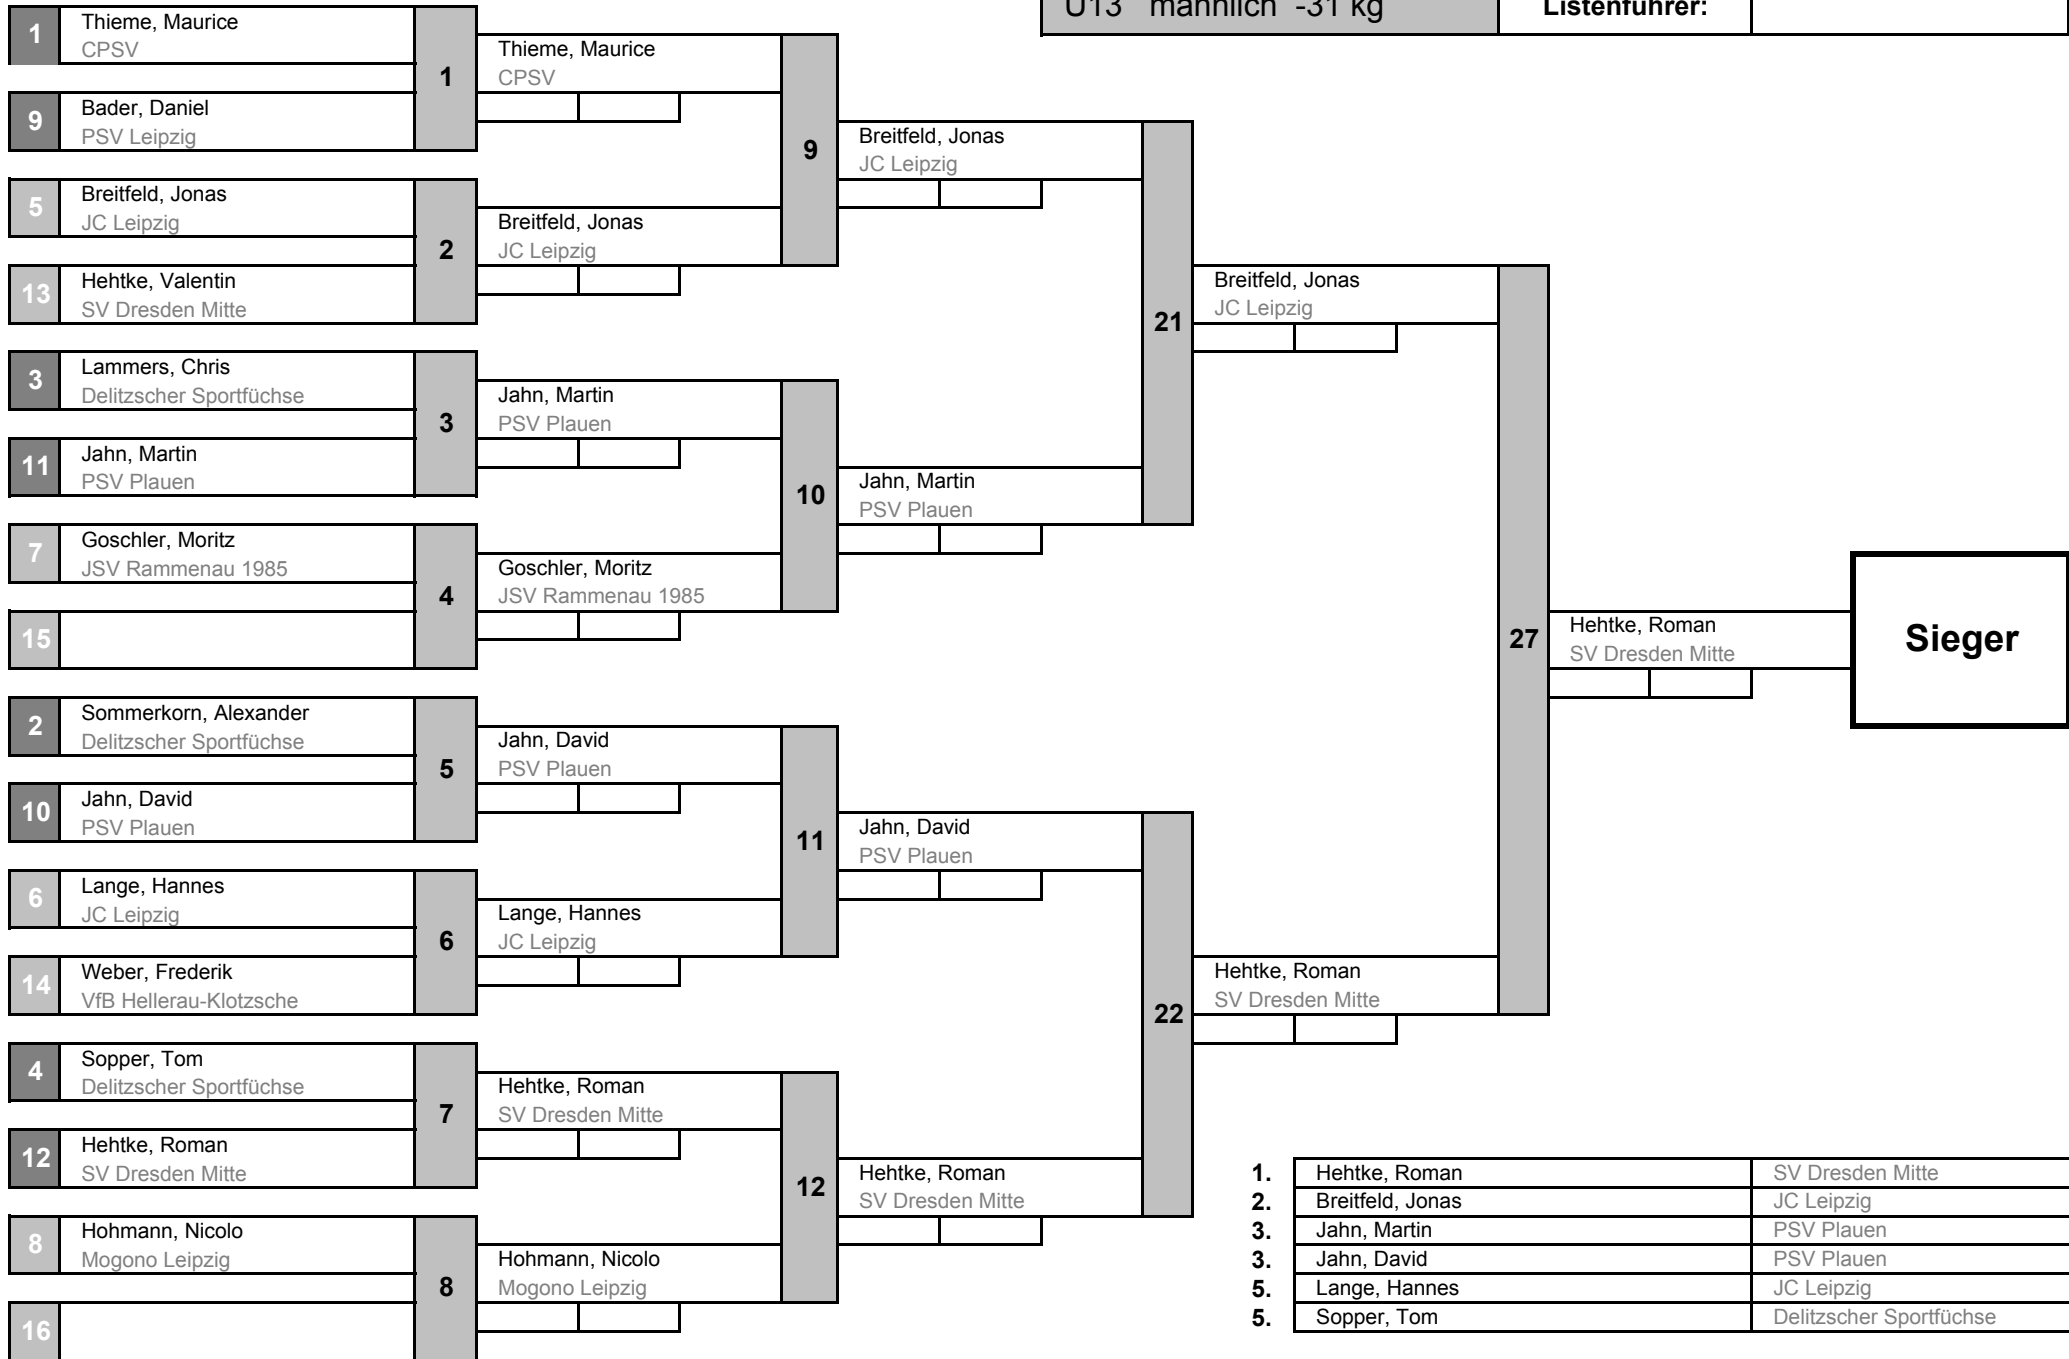 U13 männlich -31 kg
Listenführer:
1
Thieme, Maurice
CPSV
9
Bader, Daniel
PSV Leipzig
1
5
Breitfeld, Jonas
JC Leipzig
13
Hehtke, Valentin
SV Dresden Mitte
2
3
Lammers, Chris
Delitzscher Sportfüchse
11
Jahn, Martin
PSV Plauen
3
7
Goschler, Moritz
JSV Rammenau 1985
15
4
2
Sommerkorn, Alexander
Delitzscher Sportfüchse
10
Jahn, David
PSV Plauen
5
6
Lange, Hannes
JC Leipzig
14
Weber, Frederik
VfB Hellerau-Klotzsche
6
4
Sopper, Tom
Delitzscher Sportfüchse
12
Hehtke, Roman
SV Dresden Mitte
7
8
Hohmann, Nicolo
Mogono Leipzig
16
8
Thieme, Maurice
CPSV
Breitfeld, Jonas
JC Leipzig
9
Jahn, Martin
PSV Plauen
Goschler, Moritz
JSV Rammenau 1985
10
Jahn, David
PSV Plauen
Lange, Hannes
JC Leipzig
11
Hehtke, Roman
SV Dresden Mitte
Hohmann, Nicolo
Mogono Leipzig
12
Breitfeld, Jonas
JC Leipzig
Jahn, Martin
PSV Plauen
21
Jahn, David
PSV Plauen
Hehtke, Roman
SV Dresden Mitte
22
Breitfeld, Jonas
JC Leipzig
Hehtke, Roman
SV Dresden Mitte
27
Hehtke, Roman
SV Dresden Mitte
Sieger
1. Hehtke, Roman SV Dresden Mitte
2. Breitfeld, Jonas JC Leipzig
3. Jahn, Martin PSV Plauen
3. Jahn, David PSV Plauen
5. Lange, Hannes JC Leipzig
5. Sopper, Tom Delitzscher Sportfüchse